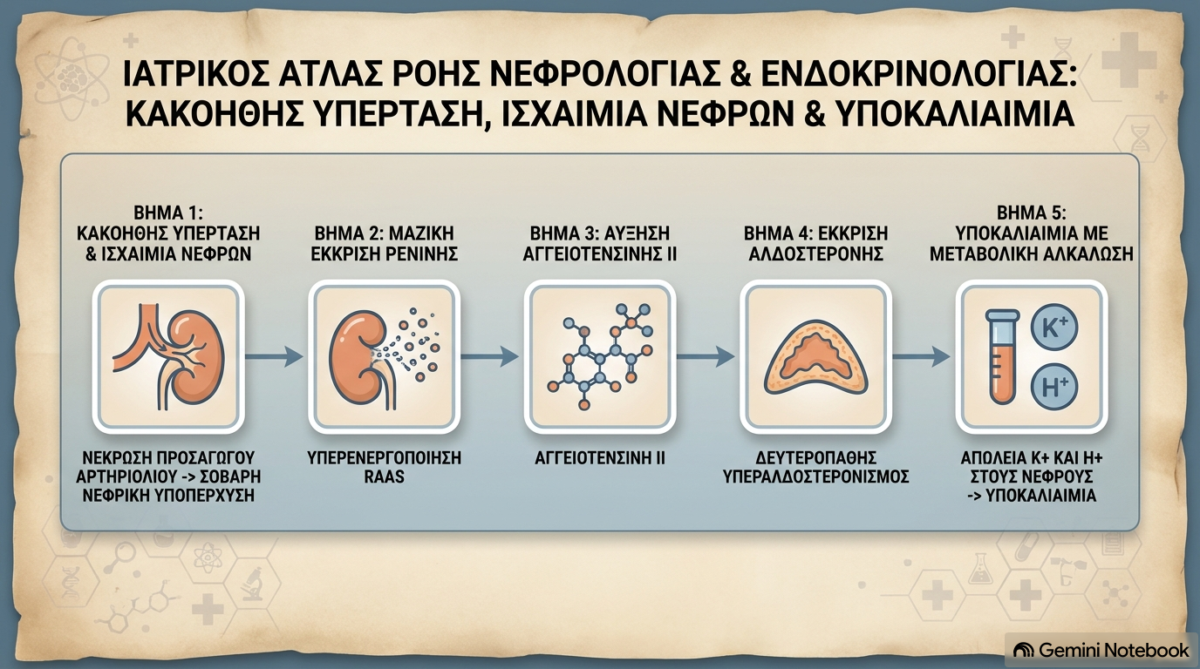 ΙΑΤΡΙΚΟΣ ΑΤΛΑΣ ΡΟΗΣ ΝΕΦΡΟΛΟΓΙΑΣ & ΕΝΔΟΚΡΙΝΟΛΟΓΙΑΣ:
ΚΑΚΟΗΘΗΣ ΥΠΕΡΤΑΣΗ, ΙΣΧΑΙΜΙΑ ΝΕΦΡΩΝ & ΥΠΟΚΑΛΙΑΙΜΙΑ
ΒΗΜΑ 1:
ΚΑΚΟΗΘΗΣ ΥΠΕΡΤΑΣΗ
& ΙΣΧΑΙΜΙΑ ΝΕΦΡΩΝ
ΝΕΚΡΩΣΗ ΠΡΟΣΑΓΩΓΟΥ
ΑΡΤΗΡΙΟΛΙΟΥ -> ΣΟΒΑΡΗ
ΝΕΦΡΙΚΗ ΥΠΟΠΕΡΧΥΣΗ
ΒΗΜΑ 2: ΜΑΖΙΚΗ
ΕΚΚΡΙΣΗ ΡΕΝΙΝΗΣ
ΥΠΕΡΕΝΕΡΓΟΠΟΙΗΣΗ
RAAS
ΒΗΜΑ 3: ΑΥΞΗΣΗ
ΑΓΓΕΙΟΤΕΝΣΙΝΗΣ ΙΙ
ΑΓΓΕΙΟΤΕΝΣΙΝΗ ΙΙ
ΒΗΜΑ 4: ΕΚΚΡΙΣΗ
ΑΛΔΟΣΤΕΡΟΝΗΣ
ΔΕΥΤΕΡΟΠΑΘΗΣ
ΥΠΕΡΑΛΔΟΣΤΕΡΟΝΙΣΜΟΣ
ΒΗΜΑ 5:
ΥΠΟΚΑΛΙΑΙΜΙΑ ΜΕ
ΜΕΤΑΒΟΛΙΚΗ ΑΛΚΑΛΩΣΗ
K+
H+
ΑΠΩΛΕΙΑ K+ ΚΑΙ H+
ΣΤΟΥΣ ΝΕΦΡΟΥΣ
-> ΥΠΟΚΑΛΙΑΙΜΙΑ
Gemini Notebook